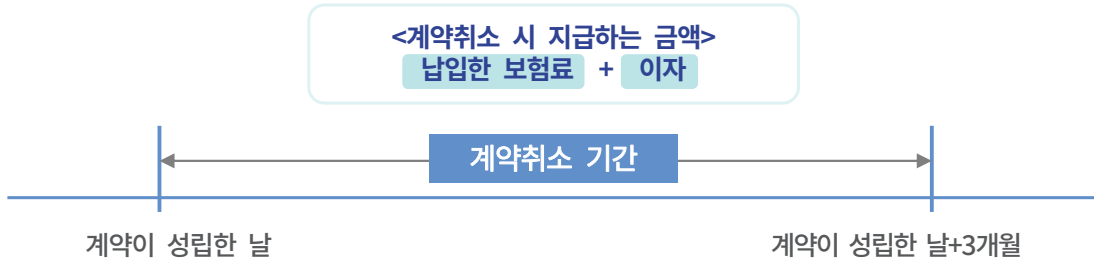 <계약취소 시 지급하는 금액>
납입한 보험료 + 이자
계약취소 기간
계약이 성립한 날
계약이 성립한 날+3개월